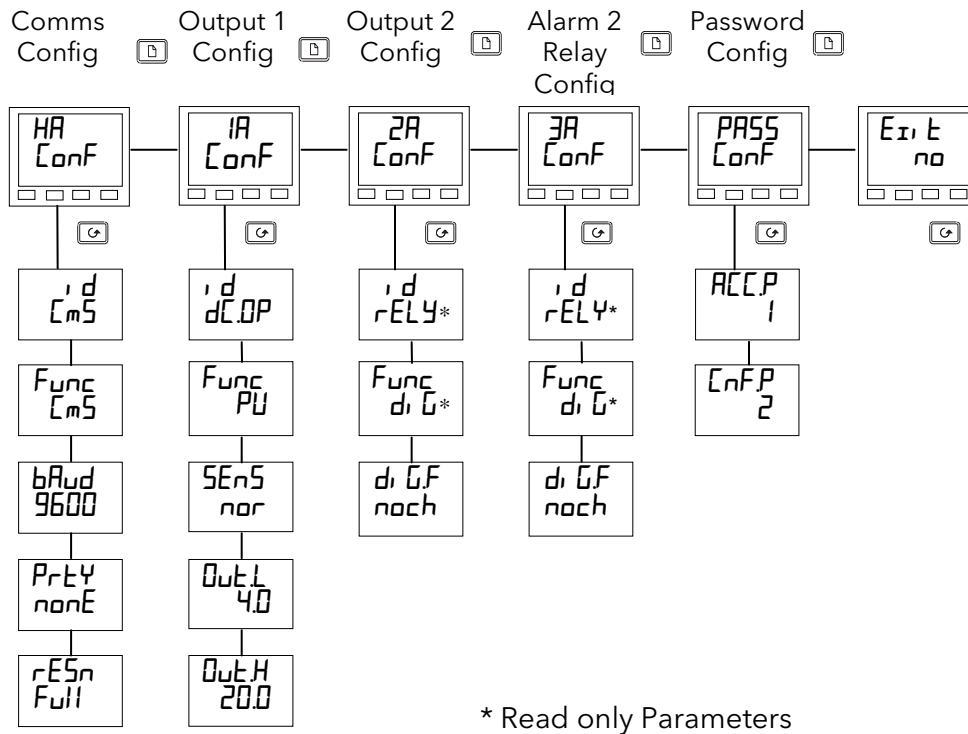 Comms
Config
Output 1
Config
Output 2
Config
Alarm 2
Relay
Config
Password
Config
HA
ConF
1A
ConF
2A
ConF
3A
ConF
PASS
ConF
Exit
no
id
CmS
id
dC.OP
id
rELY*
id
rELY*
ACC.P
1
Func
CmS
Func
PU
Func
diG*
Func
diG*
CnF.P
2
bAud
9600
SEnS
nor
diG.F
noch
diG.F
noch
PrtY
nonE
Out.L
4.0
rESn
Full
Out.H
20.0
* Read only Parameters